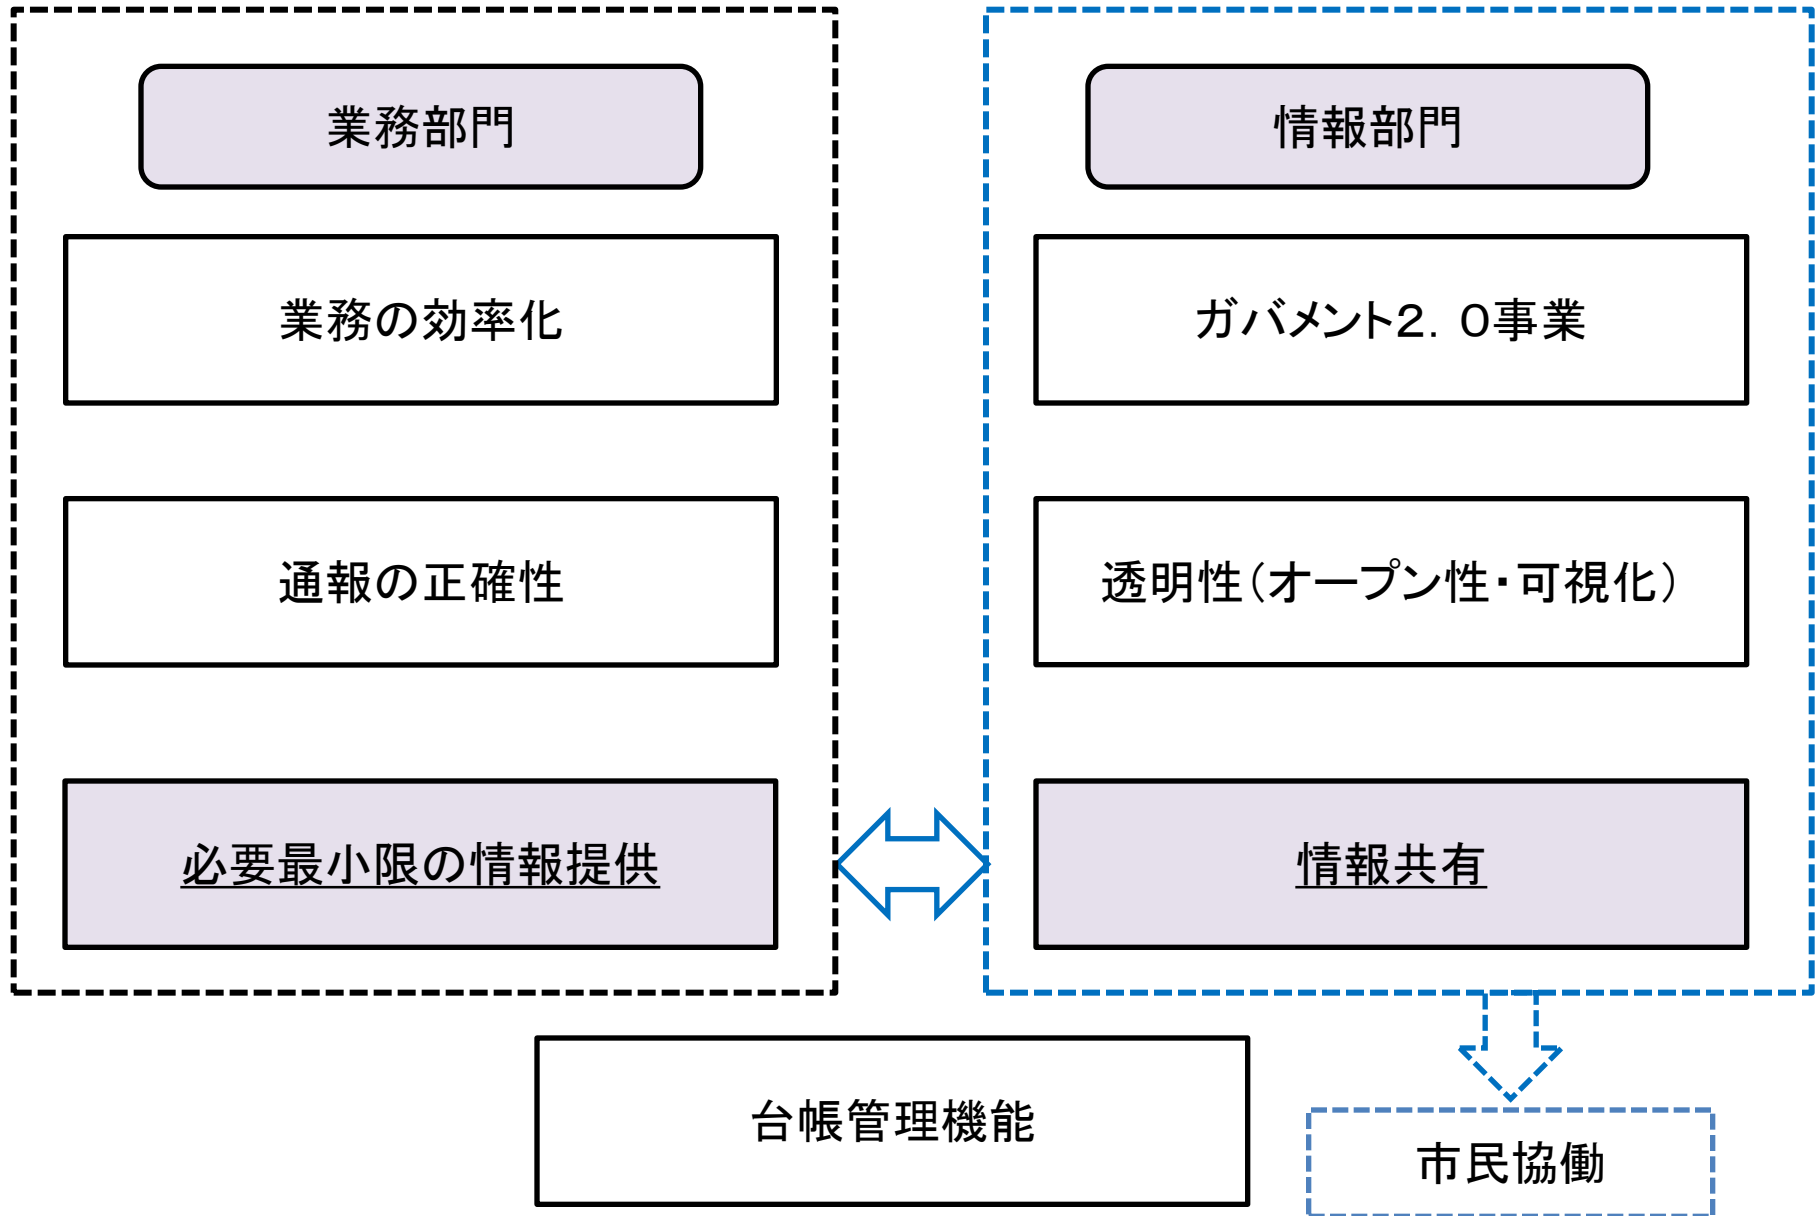 業務部門
業務の効率化
通報の正確性
必要最小限の情報提供
情報部門
ガバメント2.0事業
透明性(オープン性・可視化)
情報共有
台帳管理機能
市民協働